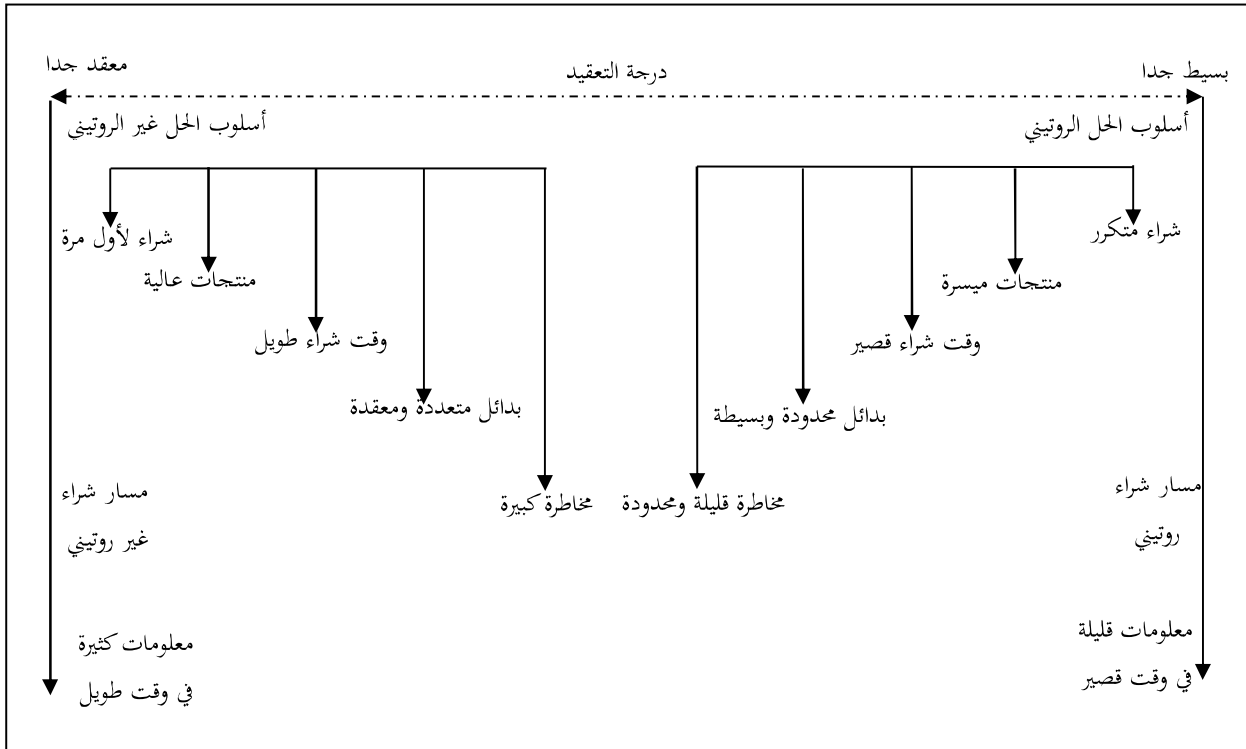 بسيط جدا
درجة التعقيد
معقد جدا
أسلوب الحل الروتيني
أسلوب الحل غير الروتيني
شراء متكرر
منتجات ميسرة
وقت شراء قصير
بدائل محدودة وبسيطة
مخاطرة قليلة ومحدودة
شراء لأول مرة
منتجات عالية
وقت شراء طويل
بدائل متعددة ومعقدة
مخاطرة كبيرة
مسار شراء
روتيني
مسار شراء
غير روتيني
معلومات قليلة
في وقت قصير
معلومات كثيرة
في وقت طويل